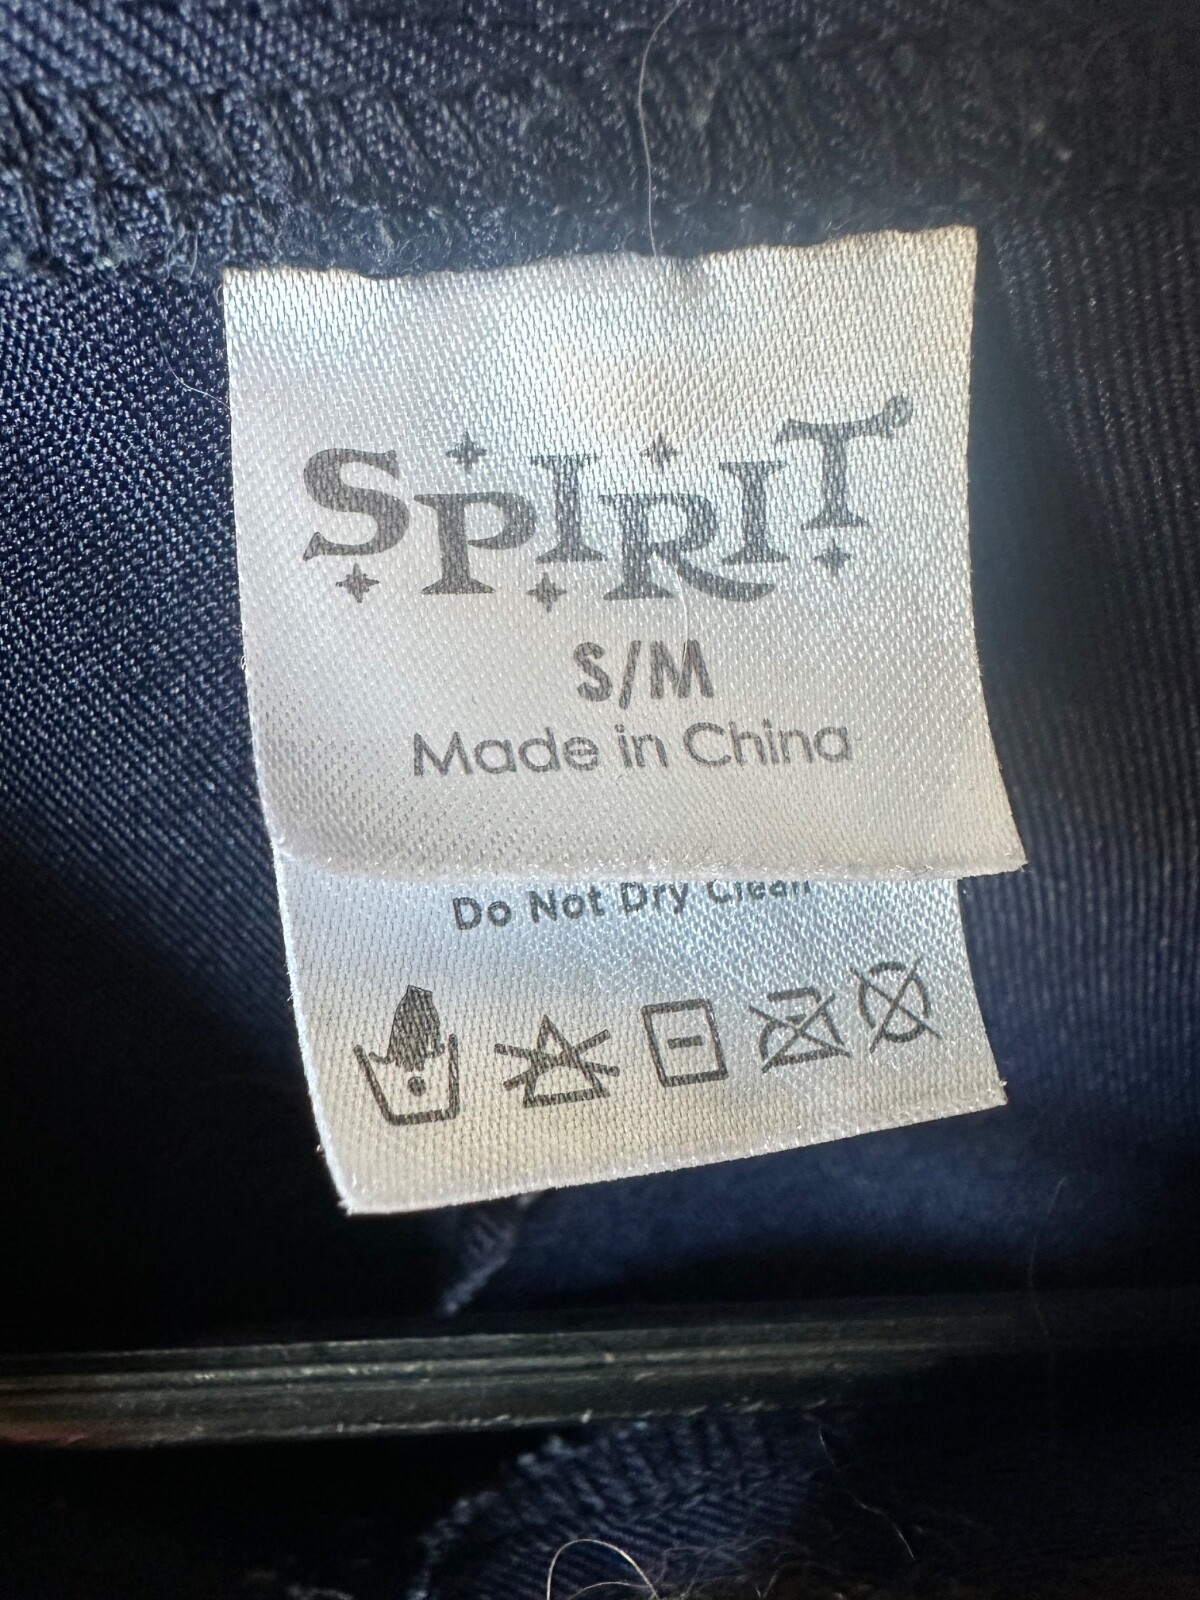 SPIRIT
S/M
Made in China
Do Not Dry Clean